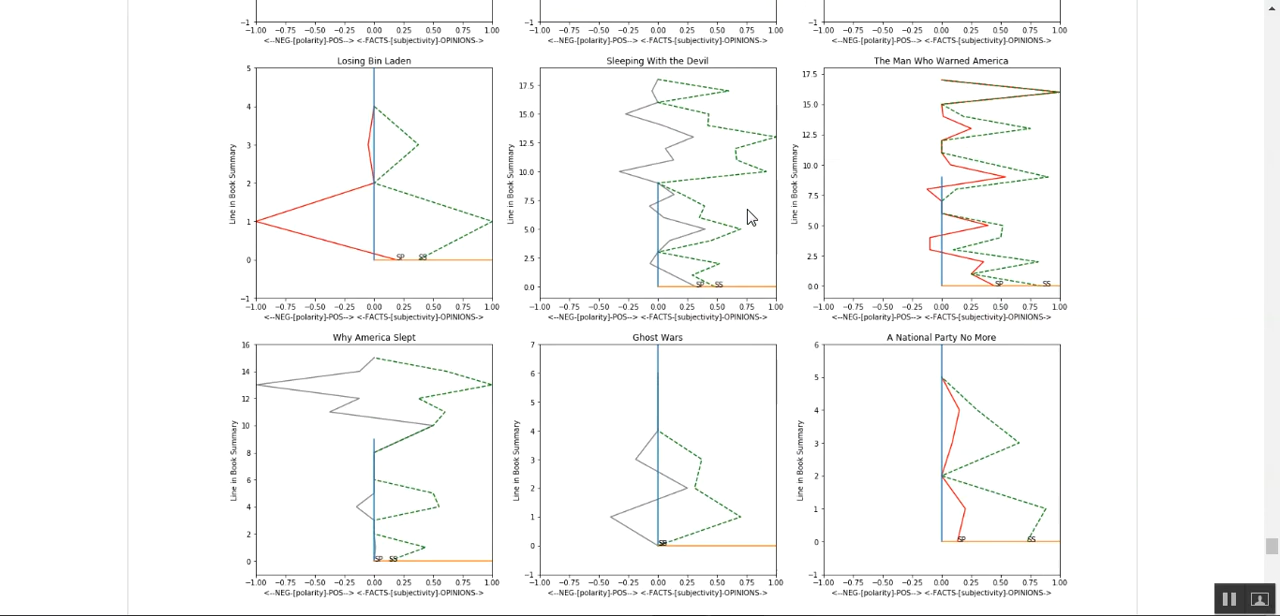 −1 −1 −1
−1.00 −0.75 −0.50 −0.25 0.00 0.25 0.50 0.75 1.00 −1.00 −0.75 −0.50 −0.25 0.00 0.25 0.50 0.75 1.00 −1.00 −0.75 −0.50 −0.25 0.00 0.25 0.50 0.75 1.00
<--NEG-[polarity]-POS--> <-FACTS-[subjectivity]-OPINIONS-> <--NEG-[polarity]-POS--> <-FACTS-[subjectivity]-OPINIONS-> <--NEG-[polarity]-POS--> <-FACTS-[subjectivity]-OPINIONS->
Losing Bin Laden
5
4
3
2
1
0
−1
Line in Book Summary
SP SS
−1.00 −0.75 −0.50 −0.25 0.00 0.25 0.50 0.75 1.00
<--NEG-[polarity]-POS--> <-FACTS-[subjectivity]-OPINIONS->
Sleeping With the Devil
17.5
15.0
12.5
10.0
7.5
5.0
2.5
0.0
Line in Book Summary
SP SS
−1.00 −0.75 −0.50 −0.25 0.00 0.25 0.50 0.75 1.00
<--NEG-[polarity]-POS--> <-FACTS-[subjectivity]-OPINIONS->
The Man Who Warned America
17.5
15.0
12.5
10.0
7.5
5.0
2.5
0.0
Line in Book Summary
SP SS
−1.00 −0.75 −0.50 −0.25 0.00 0.25 0.50 0.75 1.00
<--NEG-[polarity]-POS--> <-FACTS-[subjectivity]-OPINIONS->
Why America Slept
16
14
12
10
8
6
4
2
0
Line in Book Summary
SP SS
−1.00 −0.75 −0.50 −0.25 0.00 0.25 0.50 0.75 1.00
<--NEG-[polarity]-POS--> <-FACTS-[subjectivity]-OPINIONS->
Ghost Wars
7
6
5
4
3
2
1
0
−1
Line in Book Summary
−1.00 −0.75 −0.50 −0.25 0.00 0.25 0.50 0.75 1.00
<--NEG-[polarity]-POS--> <-FACTS-[subjectivity]-OPINIONS->
A National Party No More
6
5
4
3
2
1
0
−1
Line in Book Summary
SP SS
−1.00 −0.75 −0.50 −0.25 0.00 0.25 0.50 0.75 1.00
<--NEG-[polarity]-POS--> <-FACTS-[subjectivity]-OPINIONS->